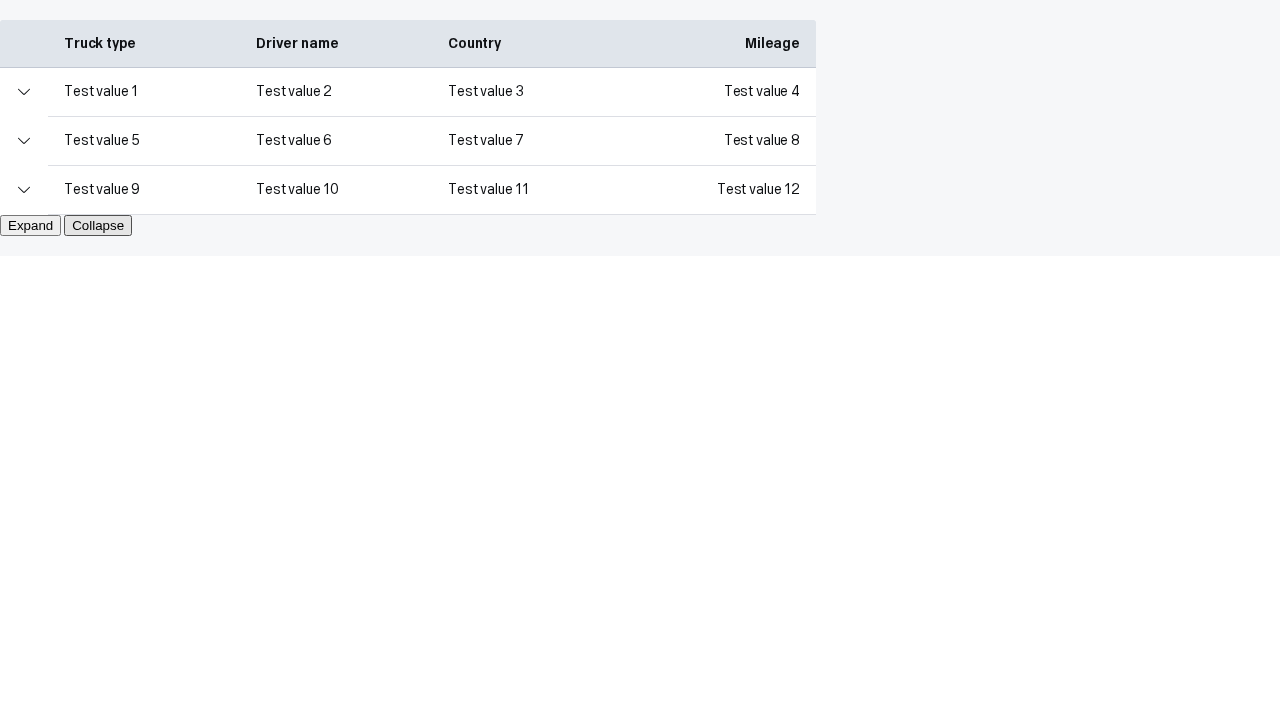 Truck type Driver name Country Mileage
Test value 1 Test value 2 Test value 3 Test value 4
Test value 5 Test value 6 Test value 7 Test value 8
Test value 9 Test value 10 Test value 11 Test value 12
Expand Collapse